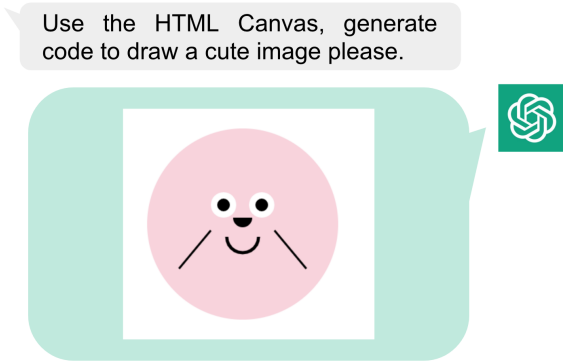 Use the HTML Canvas, generate
code to draw a cute image please.